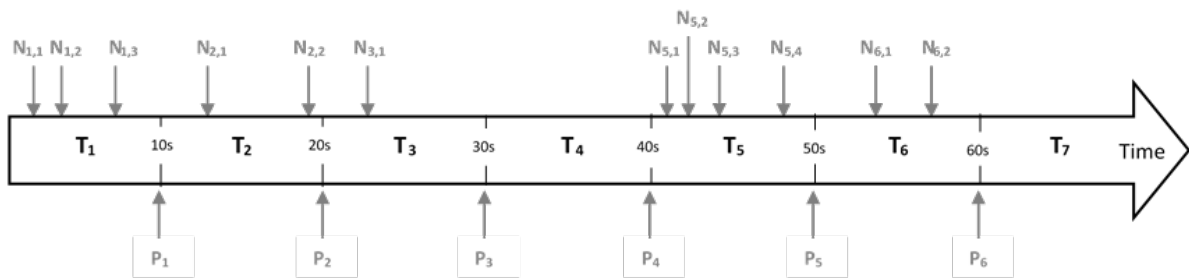 N5,2
N1,1 N1,2 N1,3 N2,1 N2,2 N3,1 N5,1 N5,3 N5,4 N6,1 N6,2
T1 10s T2 20s T3 30s T4 40s T5 50s T6 60s T7 Time
P1 P2 P3 P4 P5 P6